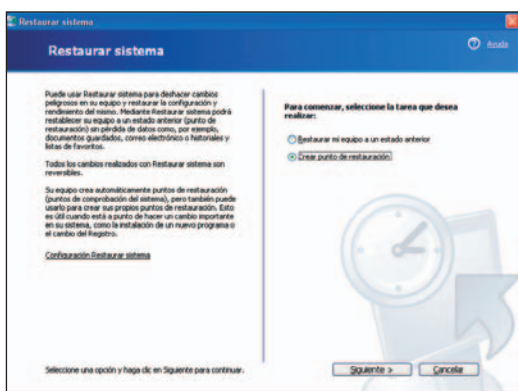 Restaurar sistema
Restaurar sistema
Ayuda
Puede usar Restaurar sistema para deshacer cambios
peligrosos en su equipo y restaurar la configuración y
rendimiento del mismo. Mediante Restaurar sistema podrá
restablecer su equipo a un estado anterior (punto de
restauración) sin pérdida de datos como, por ejemplo,
documentos guardados, correo electrónico o historiales y
listas de favoritos.
Todos los cambios realizados con Restaurar sistema son
reversibles.
Su equipo crea automáticamente puntos de restauración
(puntos de comprobación del sistema), pero también puede
usarlo para crear sus propios puntos de restauración. Esto
es útil cuando está a punto de hacer un cambio importante
en su sistema, como la instalación de un nuevo programa o
el cambio del Registro.
Configuración Restaurar sistema
Para comenzar, seleccione la tarea que desea
realizar:
Restaurar mi equipo a un estado anterior
Crear punto de restauración
Seleccione una opción y haga clic en Siguiente para continuar.
Siguiente >
Cancelar